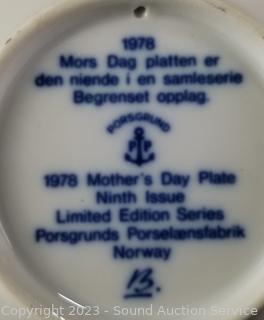 1978
Mors Dag platten er
den niende i en samleserie
Begrenset opplag.
PORSGRUND
P P
1978 Mother's Day Plate
Ninth Issue
Limited Edition Series
Porsgrunds Porselænsfabrik
Norway
B.
Copyright 2023 - Sound Auction Service